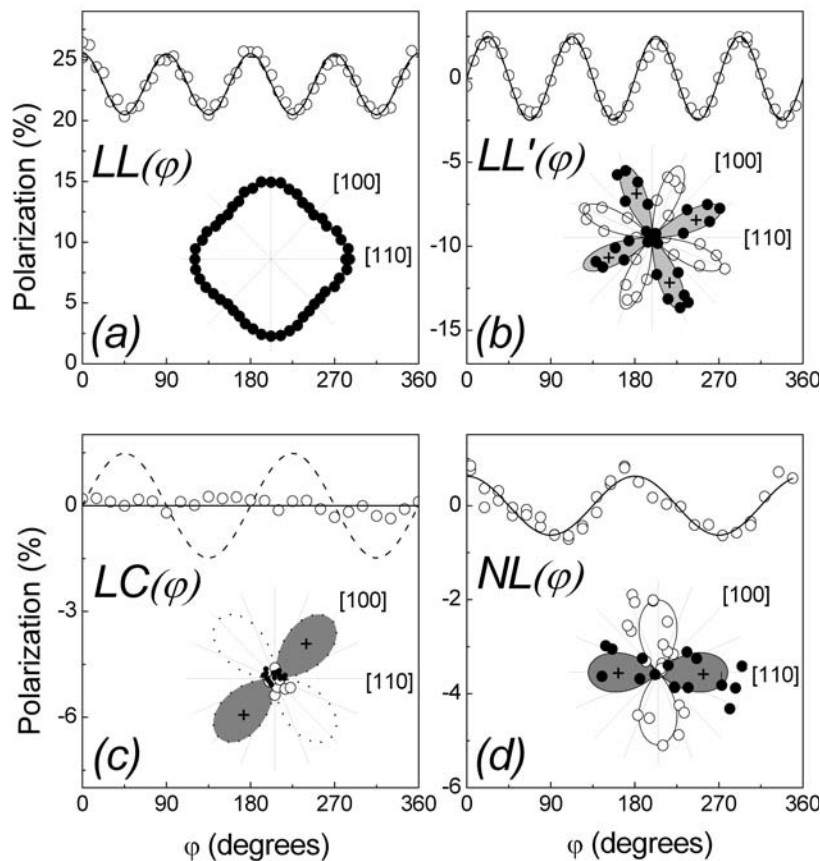 Polarization (%)
25
20
15
10
5
0
LL(φ)
[100]
[110]
(a)
0 90 180 270 360
5
0
-5
-10
-15
LL'(φ)
[100]
[110]
(b)
0 90 180 270 360
Polarization (%)
0
-3
-6
LC(φ)
[100]
[110]
(c)
0 90 180 270 360
φ (degrees)
0
-2
-4
-6
NL(φ)
[100]
[110]
(d)
0 90 180 270 360
φ (degrees)